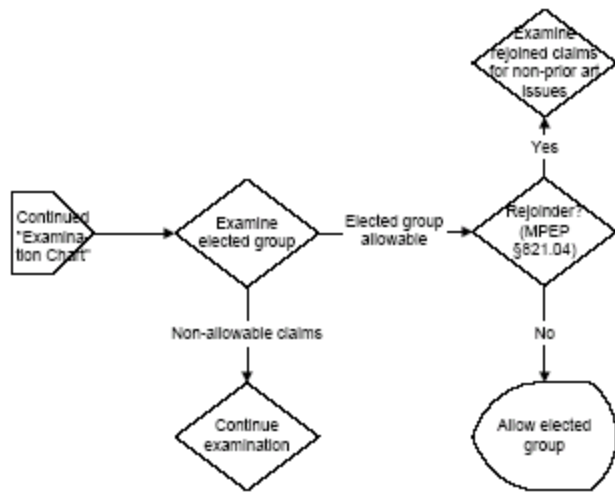 Examine
rejoined claims
for non-prior art
issues
Yes
Continued
"Examina-
tion Chart"
Examine
elected group
Elected group
allowable
Rejoinder?
(MPEP
§821.04)
Non-allowable claims
No
Continue
examination
Allow elected
group